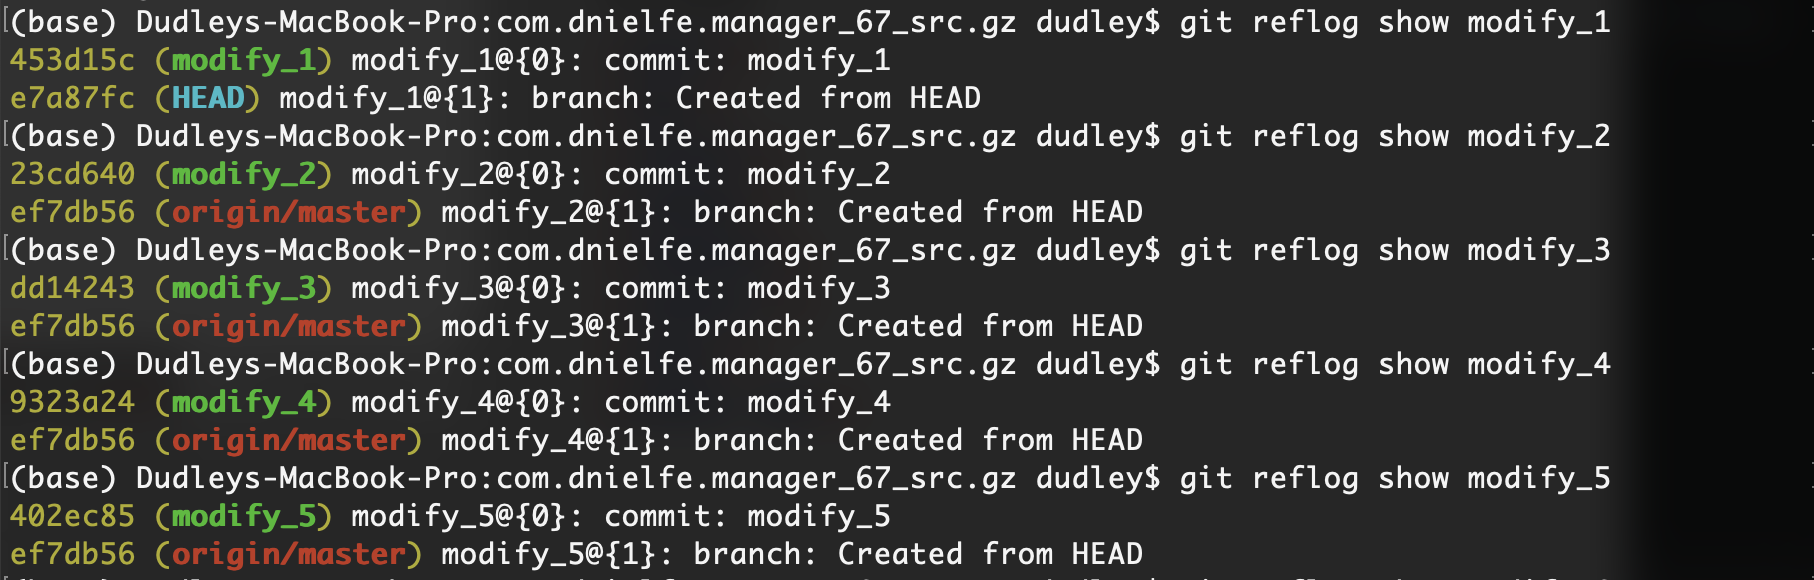 (base) Dudleys-MacBook-Pro:com.dnielfe.manager_67_src.gz dudley$ git reflog show modify_1
453d15c (modify_1) modify_1@{0}: commit: modify_1
e7a87fc (HEAD) modify_1@{1}: branch: Created from HEAD
(base) Dudleys-MacBook-Pro:com.dnielfe.manager_67_src.gz dudley$ git reflog show modify_2
23cd640 (modify_2) modify_2@{0}: commit: modify_2
ef7db56 (origin/master) modify_2@{1}: branch: Created from HEAD
(base) Dudleys-MacBook-Pro:com.dnielfe.manager_67_src.gz dudley$ git reflog show modify_3
dd14243 (modify_3) modify_3@{0}: commit: modify_3
ef7db56 (origin/master) modify_3@{1}: branch: Created from HEAD
(base) Dudleys-MacBook-Pro:com.dnielfe.manager_67_src.gz dudley$ git reflog show modify_4
9323a24 (modify_4) modify_4@{0}: commit: modify_4
ef7db56 (origin/master) modify_4@{1}: branch: Created from HEAD
(base) Dudleys-MacBook-Pro:com.dnielfe.manager_67_src.gz dudley$ git reflog show modify_5
402ec85 (modify_5) modify_5@{0}: commit: modify_5
ef7db56 (origin/master) modify_5@{1}: branch: Created from HEAD